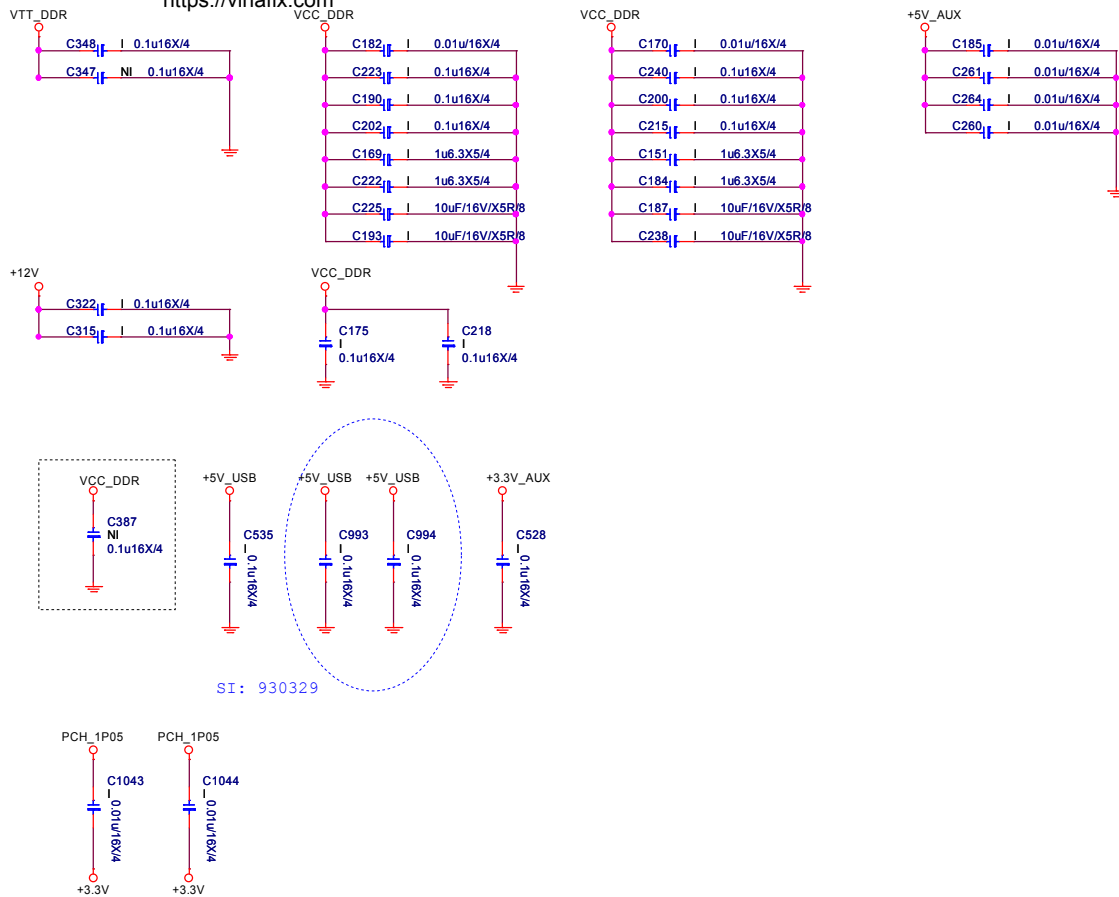 https://vinafix.com
VTT_DDR
C348 I 0.1u16X/4
C347 NI 0.1u16X/4
VCC_DDR
C182 I 0.01u/16X/4
C223 I 0.1u16X/4
C190 I 0.1u16X/4
C202 I 0.1u16X/4
C169 I 1u6.3X5/4
C222 I 1u6.3X5/4
C225 I 10uF/16V/X5R/8
C193 I 10uF/16V/X5R/8
VCC_DDR
C170 I 0.01u/16X/4
C240 I 0.1u16X/4
C200 I 0.1u16X/4
C215 I 0.1u16X/4
C151 I 1u6.3X5/4
C184 I 1u6.3X5/4
C187 I 10uF/16V/X5R/8
C238 I 10uF/16V/X5R/8
+5V_AUX
C185 I 0.01u/16X/4
C261 I 0.01u/16X/4
C264 I 0.01u/16X/4
C260 I 0.01u/16X/4
+12V
C322 I 0.1u16X/4
C315 I 0.1u16X/4
VCC_DDR
C175
I
0.1u16X/4
C218
I
0.1u16X/4
VCC_DDR
C387
NI
0.1u16X/4
+5V_USB
C535
I
0.1u16X/4
+5V_USB
C993
I
0.1u16X/4
+5V_USB
C994
I
0.1u16X/4
+3.3V_AUX
C528
I
0.1u16X/4
SI: 930329
PCH_1P05
C1043
I
0.01u/16X/4
+3.3V
PCH_1P05
C1044
I
0.01u/16X/4
+3.3V